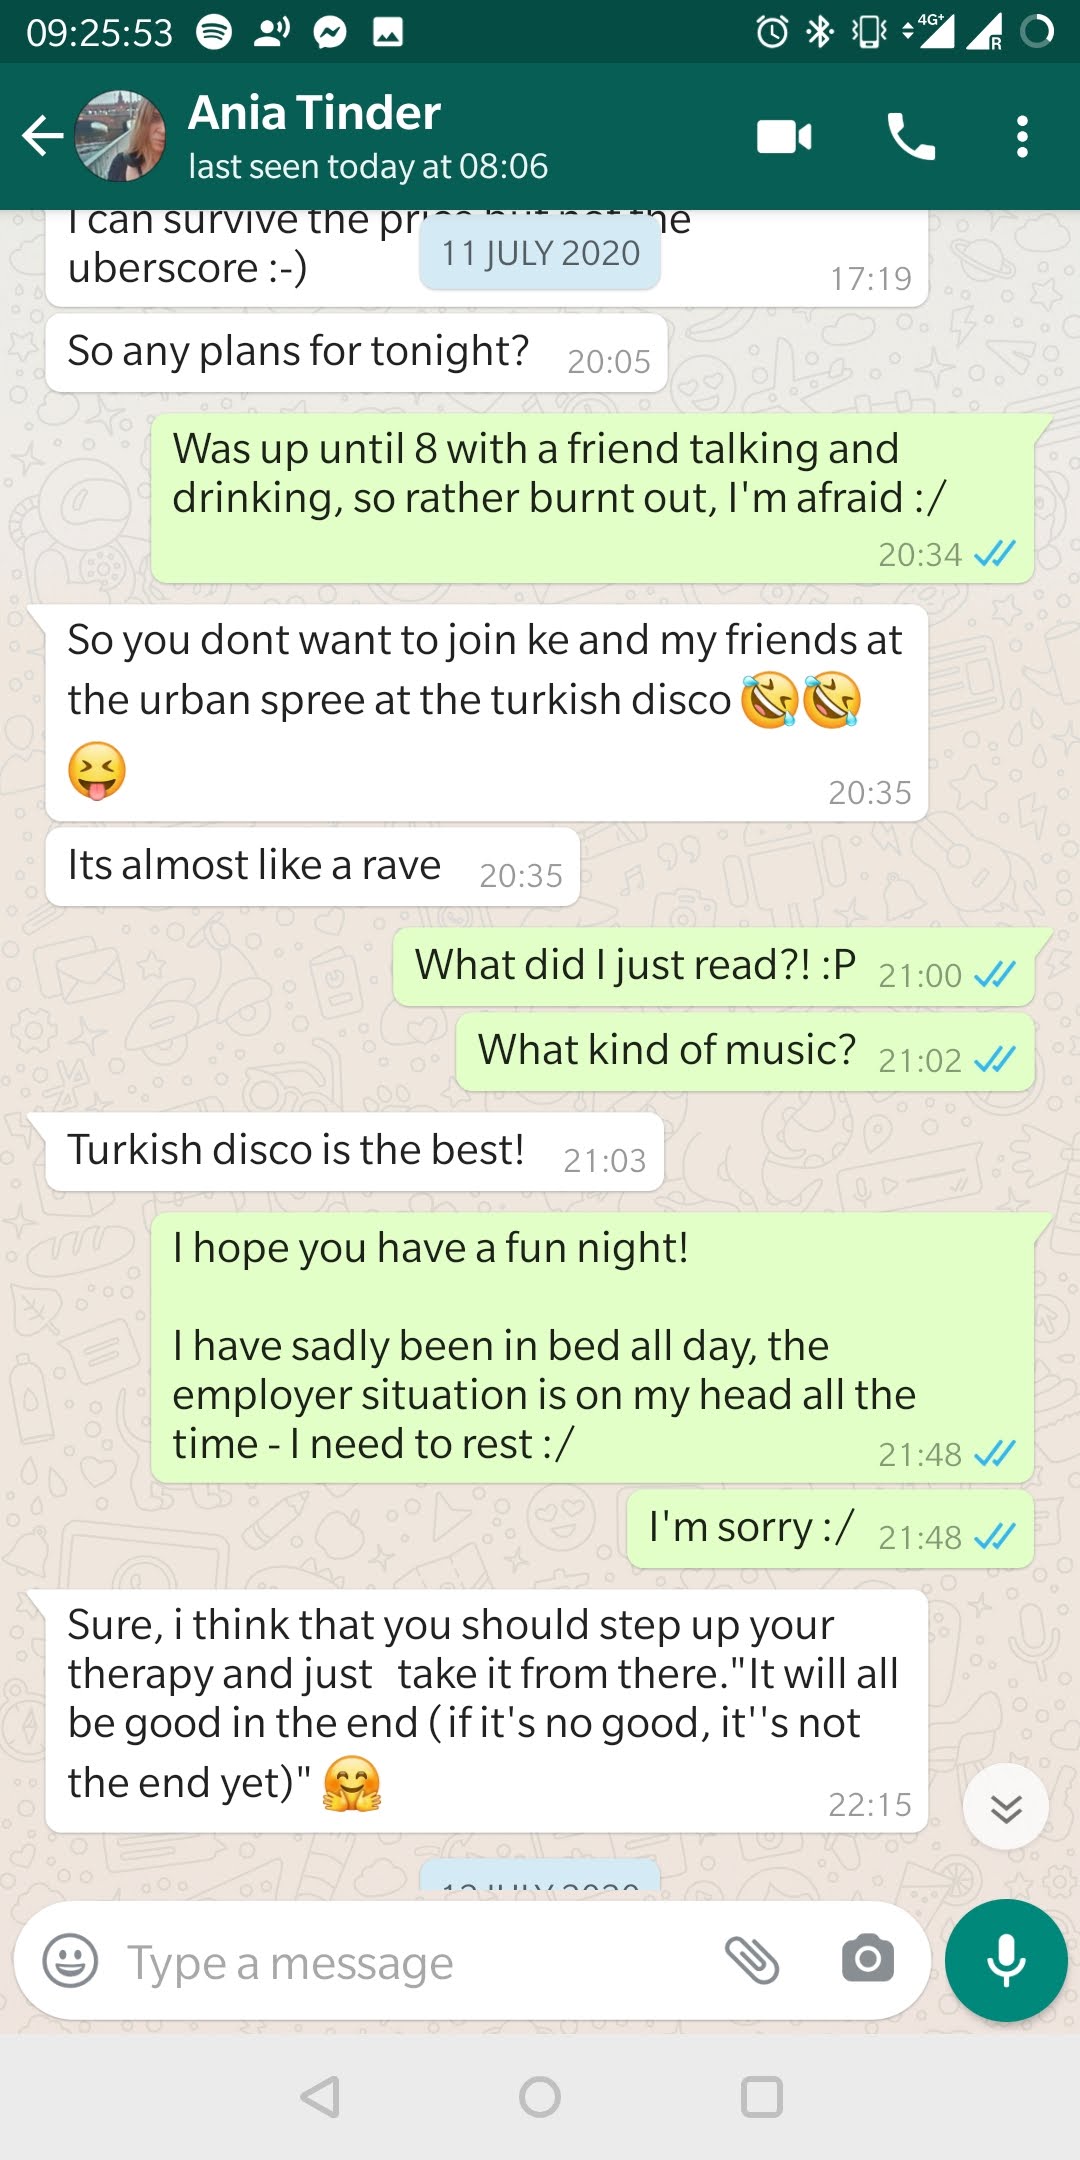 09:25:53
4G+
R
Ania Tinder
last seen today at 08:06
I can survive the price but not the
uberscore :-)
17:19
11 JULY 2020
So any plans for tonight? 20:05
Was up until 8 with a friend talking and
drinking, so rather burnt out, I'm afraid :/
20:34
So you dont want to join ke and my friends at
the urban spree at the turkish disco 🤣🤣
😝
20:35
Its almost like a rave 20:35
What did I just read?! :P 21:00
What kind of music? 21:02
Turkish disco is the best! 21:03
I hope you have a fun night!
I have sadly been in bed all day, the
employer situation is on my head all the
time - I need to rest :/ 21:48
I'm sorry :/ 21:48
Sure, i think that you should step up your
therapy and just  take it from there."It will all
be good in the end (if it's no good, it''s not
the end yet)" 🤗
22:15
JULY 2020
Type a message